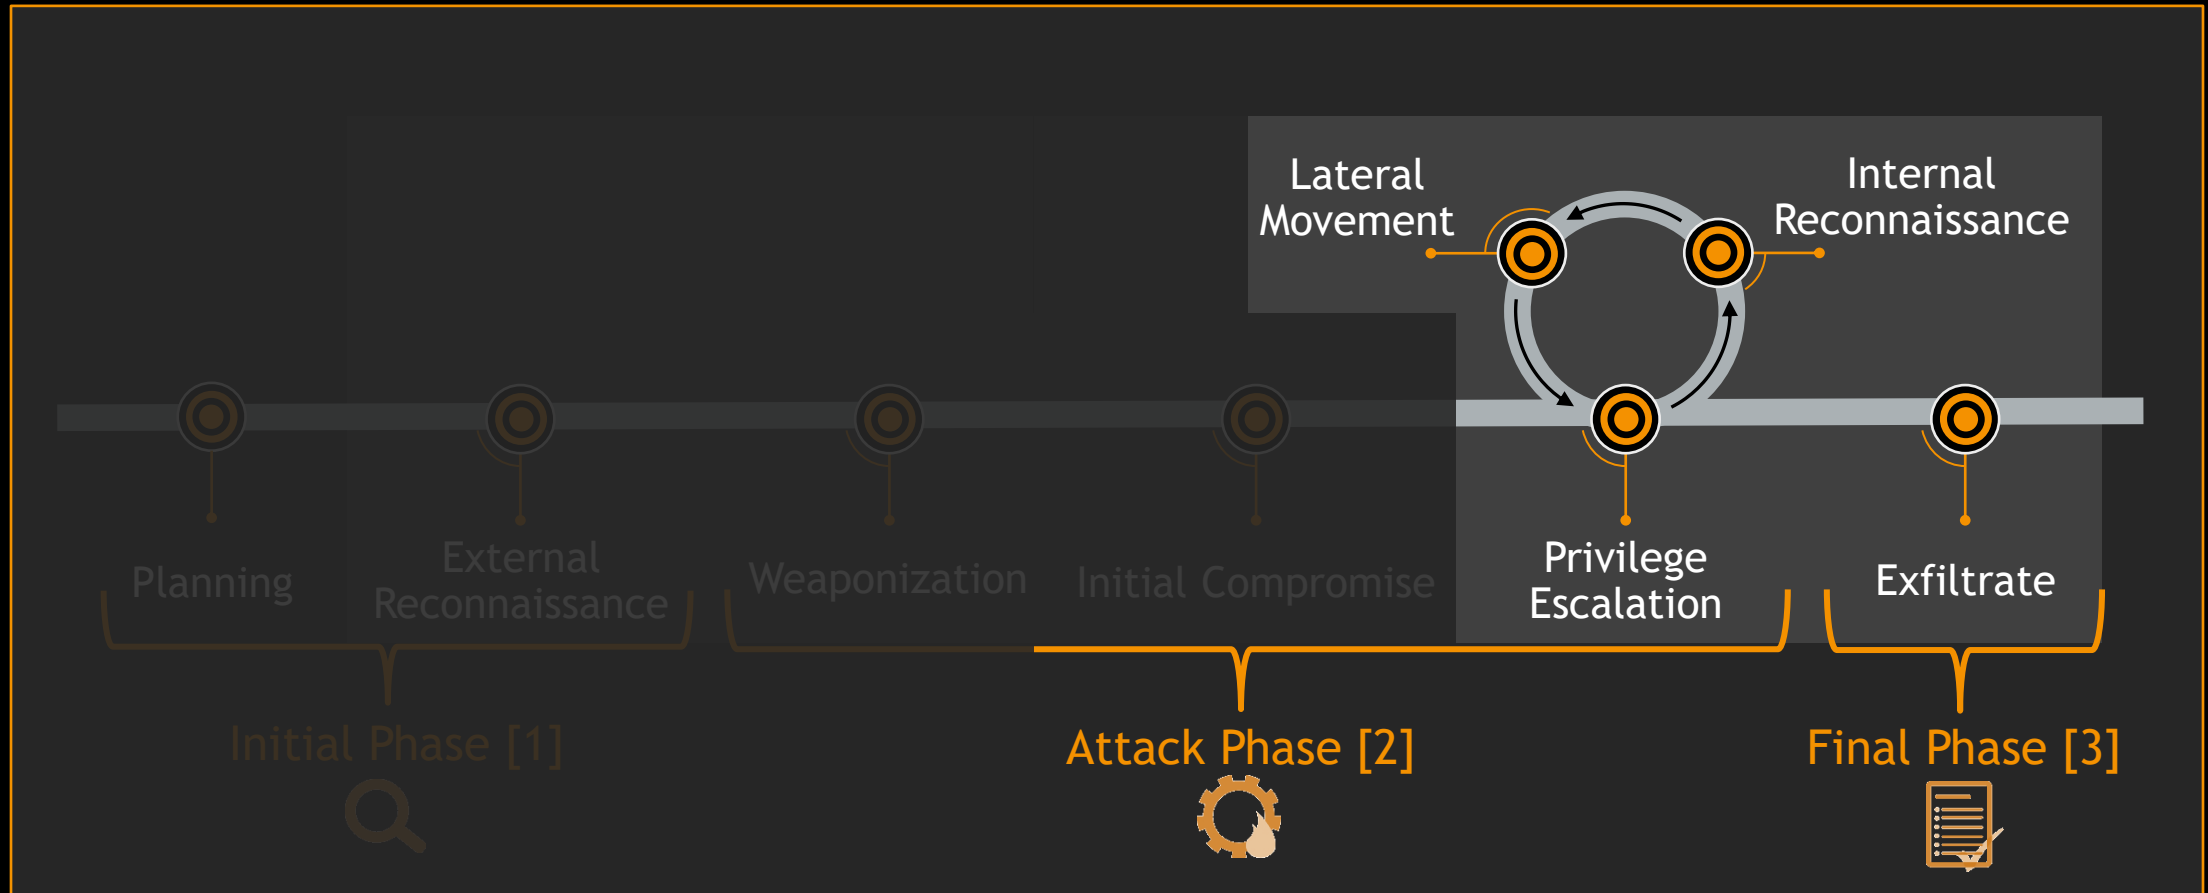 Lateral
Movement
Internal
Reconnaissance
Planning
External
Reconnaissance
Weaponization
Initial Compromise
Privilege
Escalation
Exfiltrate
Initial Phase [1]
Attack Phase [2]
Final Phase [3]